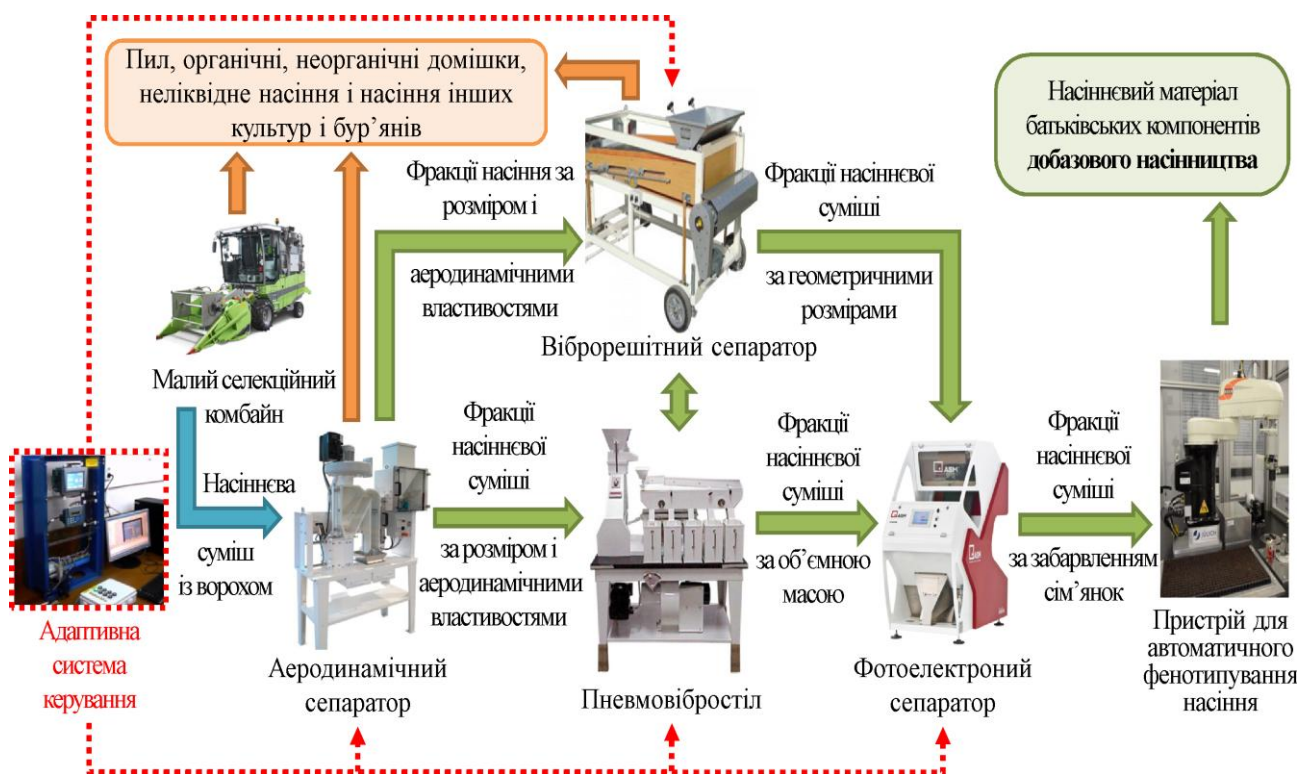 Пил, органічні, неорганічні домішки,
неліквідне насіння і насіння інших
культур і бур’янів
Насіннєвий матеріал
батьківських компонентів
добазового насінництва
Фракції насіння за
розміром і
аеродинамічними
властивостями
Фракції насіннєвої
суміші
за геометричними
розмірами
Віброрешітний сепаратор
Малий селекційний
комбайн
Насіннєва
суміш
із ворохом
Фракції
насіннєвої
суміші
за розміром і
аеродинамічними
властивостями
Фракції
насіннєвої
суміші
за об’ємною
масою
Фракції
насіннєвої
суміші
за забарвленням
сім’янок
Адаптивна
система
керування
Аеродинамічний
сепаратор
Пневмовібростіл
Фотоелектроний
сепаратор
Пристрій для
автоматичного
фенотипування
насіння